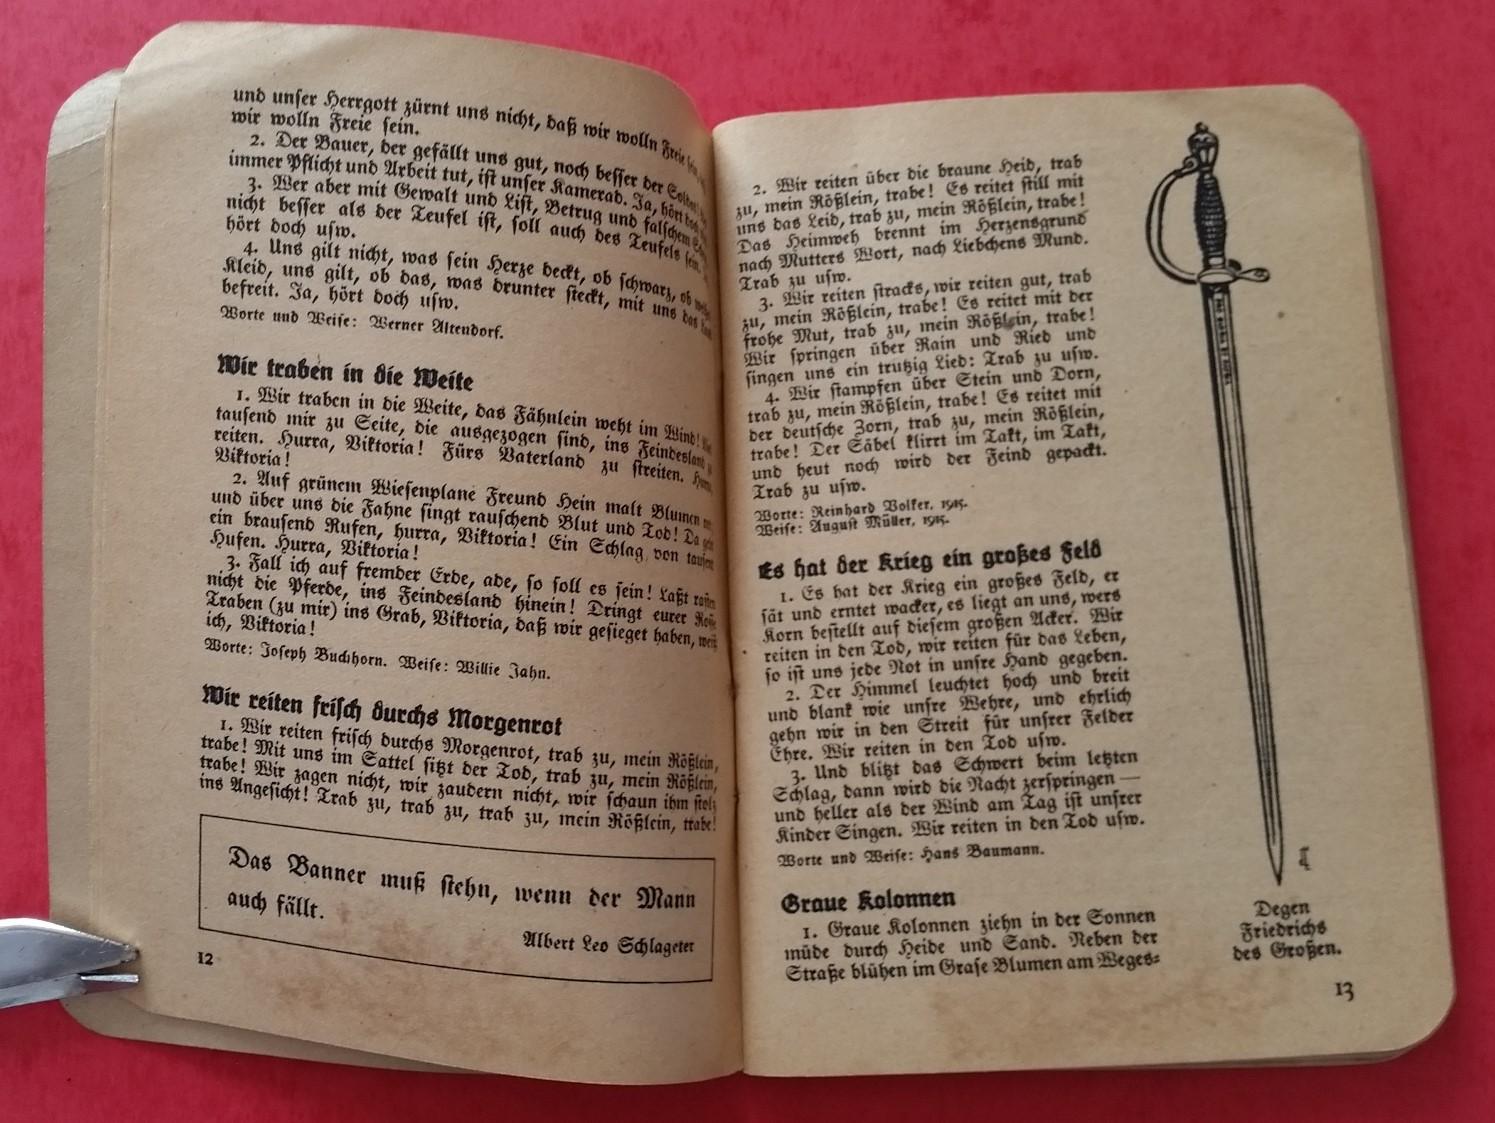 und unser Herrgott zürnt uns nicht, daß wir wolln Freie sein,
wir wolln Freie sein.
2. Der Bauer, der gefällt uns gut, noch besser der Soldat.
immer Pflicht und Arbeit tut, ist unser Kamerad. Ja, hört doch
3. Wer aber mit Gewalt und List, Betrug und falschem
nicht besser als der Teufel ist, soll auch des Teufels sein.
hört doch usw.
4. Uns gilt nicht, was sein Herze deckt, ob schwarz, ob
Kleid, uns gilt, ob das, was drunter steckt, mit uns das
befreit. Ja, hört doch usw.
Worte und Weise: Werner Altendorf.
Wir traben in die Weite
1. Wir traben in die Weite, das Fähnlein weht im Wind!
tausend mir zu Seite, die ausgezogen sind, ins Feindesland
reiten. Hurra, Viktoria! Fürs Vaterland zu streiten.
Viktoria!
2. Auf grünem Wiesenplane Freund Hein malt Blumen
und über uns die Fahne singt rauschend Blut und Tod! Da
ein brausend Rufen, hurra, Viktoria! Ein Schlag von tausend
Hufen. Hurra, Viktoria!
3. Fall ich auf fremder Erde, ade, so soll es sein! Laßt rasten
nicht die Pferde, ins Feindesland hinein! Dringt eurer Rosse
Traben (zu mir) ins Grab, Viktoria, daß wir gesieget haben, weiß
ich, Viktoria!
Worte: Joseph Buchhorn. Weise: Willie Jahn.
Wir reiten frisch durchs Morgenrot
1. Wir reiten frisch durchs Morgenrot, trab zu, mein Rößlein,
trabe! Mit uns im Sattel sitzt der Tod, trab zu, mein Rößlein,
trabe! Wir zagen nicht, wir zaudern nicht, wir schaun ihm stolz
ins Angesicht! Trab zu, trab zu, trab zu, mein Rößlein, trabe!
Das Banner muß stehn, wenn der Mann
auch fällt.
Albert Leo Schlageter
12
2. Wir reiten über die braune Heid, trab
zu, mein Rößlein, trabe! Es reitet still mit
uns das Leid, trab zu, mein Rößlein, trabe!
Das Heimweh brennt im Herzensgrund
nach Mutters Wort, nach Liebchens Mund.
Trab zu usw.
3. Wir reiten stracks, wir reiten gut, trab
zu, mein Rößlein, trabe! Es reitet mit der
frohe Mut, trab zu, mein Rößlein, trabe!
Wir springen über Rain und Ried und
singen uns ein trutzig Lied: Trab zu usw.
4. Wir stampfen über Stein und Dorn,
trab zu, mein Rößlein, trabe! Es reitet mit
der deutsche Zorn, trab zu, mein Rößlein,
trabe! Der Säbel klirrt im Takt, im Takt,
und heut noch wird der Feind gepackt.
Trab zu usw.
Worte: Reinhard Volker, 1915.
Weise: August Müller, 1915.
Es hat der Krieg ein großes Feld
1. Es hat der Krieg ein großes Feld, er
sät und erntet wacker, es liegt an uns, wers
Korn bestellt auf diesem großen Acker. Wir
reiten in den Tod, wir reiten für das Leben,
so ist uns jede Not in unsre Hand gegeben.
2. Der Himmel leuchtet hoch und breit
und blank wie unsre Wehre, und ehrlich
gehn wir in den Streit für unsrer Felder
Ehre. Wir reiten in den Tod usw.
3. Und blitzt das Schwert beim letzten
Schlag, dann wird die Nacht zerspringen —
und heller als der Wind am Tag ist unsrer
Kinder Singen. Wir reiten in den Tod usw.
Worte und Weise: Hans Baumann.
Graue Kolonnen
1. Graue Kolonnen ziehn in der Sonnen
müde durch Heide und Sand. Neben der
Straße blühen im Grase Blumen am Weges-
Degen
Friedrichs
des Großen.
13